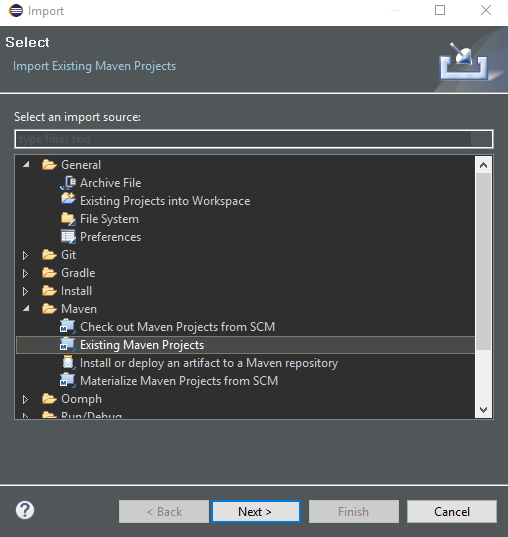 Import
Select
Import Existing Maven Projects
Select an import source:
type filter text
General
Archive File
Existing Projects into Workspace
File System
Preferences
Git
Gradle
Install
Maven
Check out Maven Projects from SCM
Existing Maven Projects
Install or deploy an artifact to a Maven repository
Materialize Maven Projects from SCM
Oomph
Run/Debug
< Back
Next >
Finish
Cancel